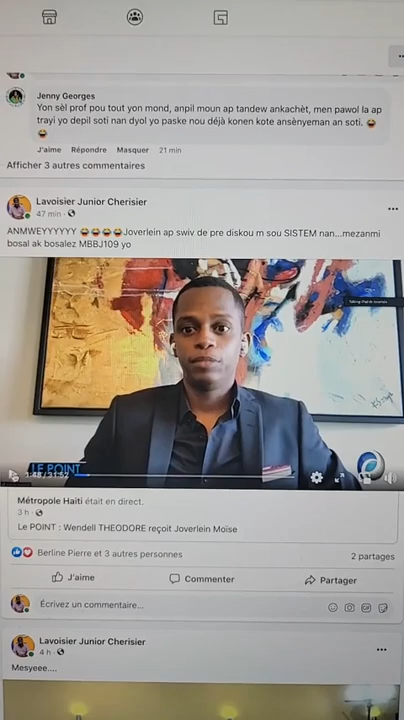 Jenny Georges
Yon sèl prof pou tout yon mond, anpil moun ap tandew ankachèt, men pawol la ap
trayi yo depil soti nan dyol yo paske nou déjà konen kote ansènyeman an soti. 😂
😂
J'aime Répondre Masquer 21 min
Afficher 3 autres commentaires
Lavoisier Junior Cherisier
47 min ·
ANMWEYYYYYY 😂😂😂😂Joverlein ap swiv de pre diskou m sou SISTEM nan...mezanmi
bosal ak bosalez MBBJ109 yo
LE POINT
1:48 / 31:52
Métropole Haiti était en direct.
3 h ·
Le POINT : Wendell THEODORE reçoit Joverlein Moïse
Berline Pierre et 3 autres personnes
2 partages
J'aime Commenter Partager
Écrivez un commentaire...
Lavoisier Junior Cherisier
4 h ·
Mesyeee....